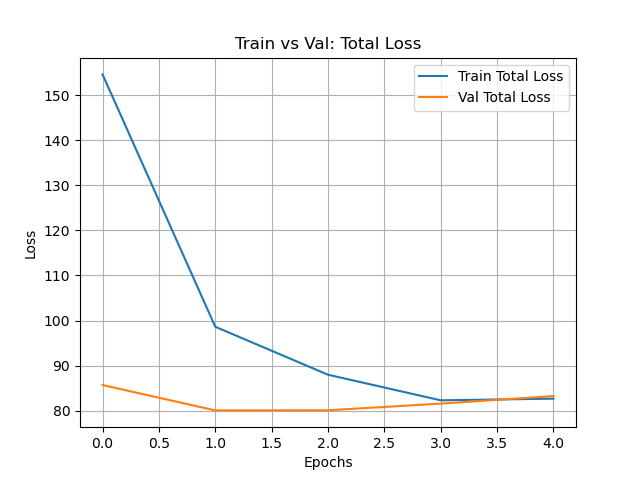 Train vs Val: Total Loss
Train Total Loss
Val Total Loss
150
140
130
120
110
100
90
80
Loss
0.0 0.5 1.0 1.5 2.0 2.5 3.0 3.5 4.0
Epochs